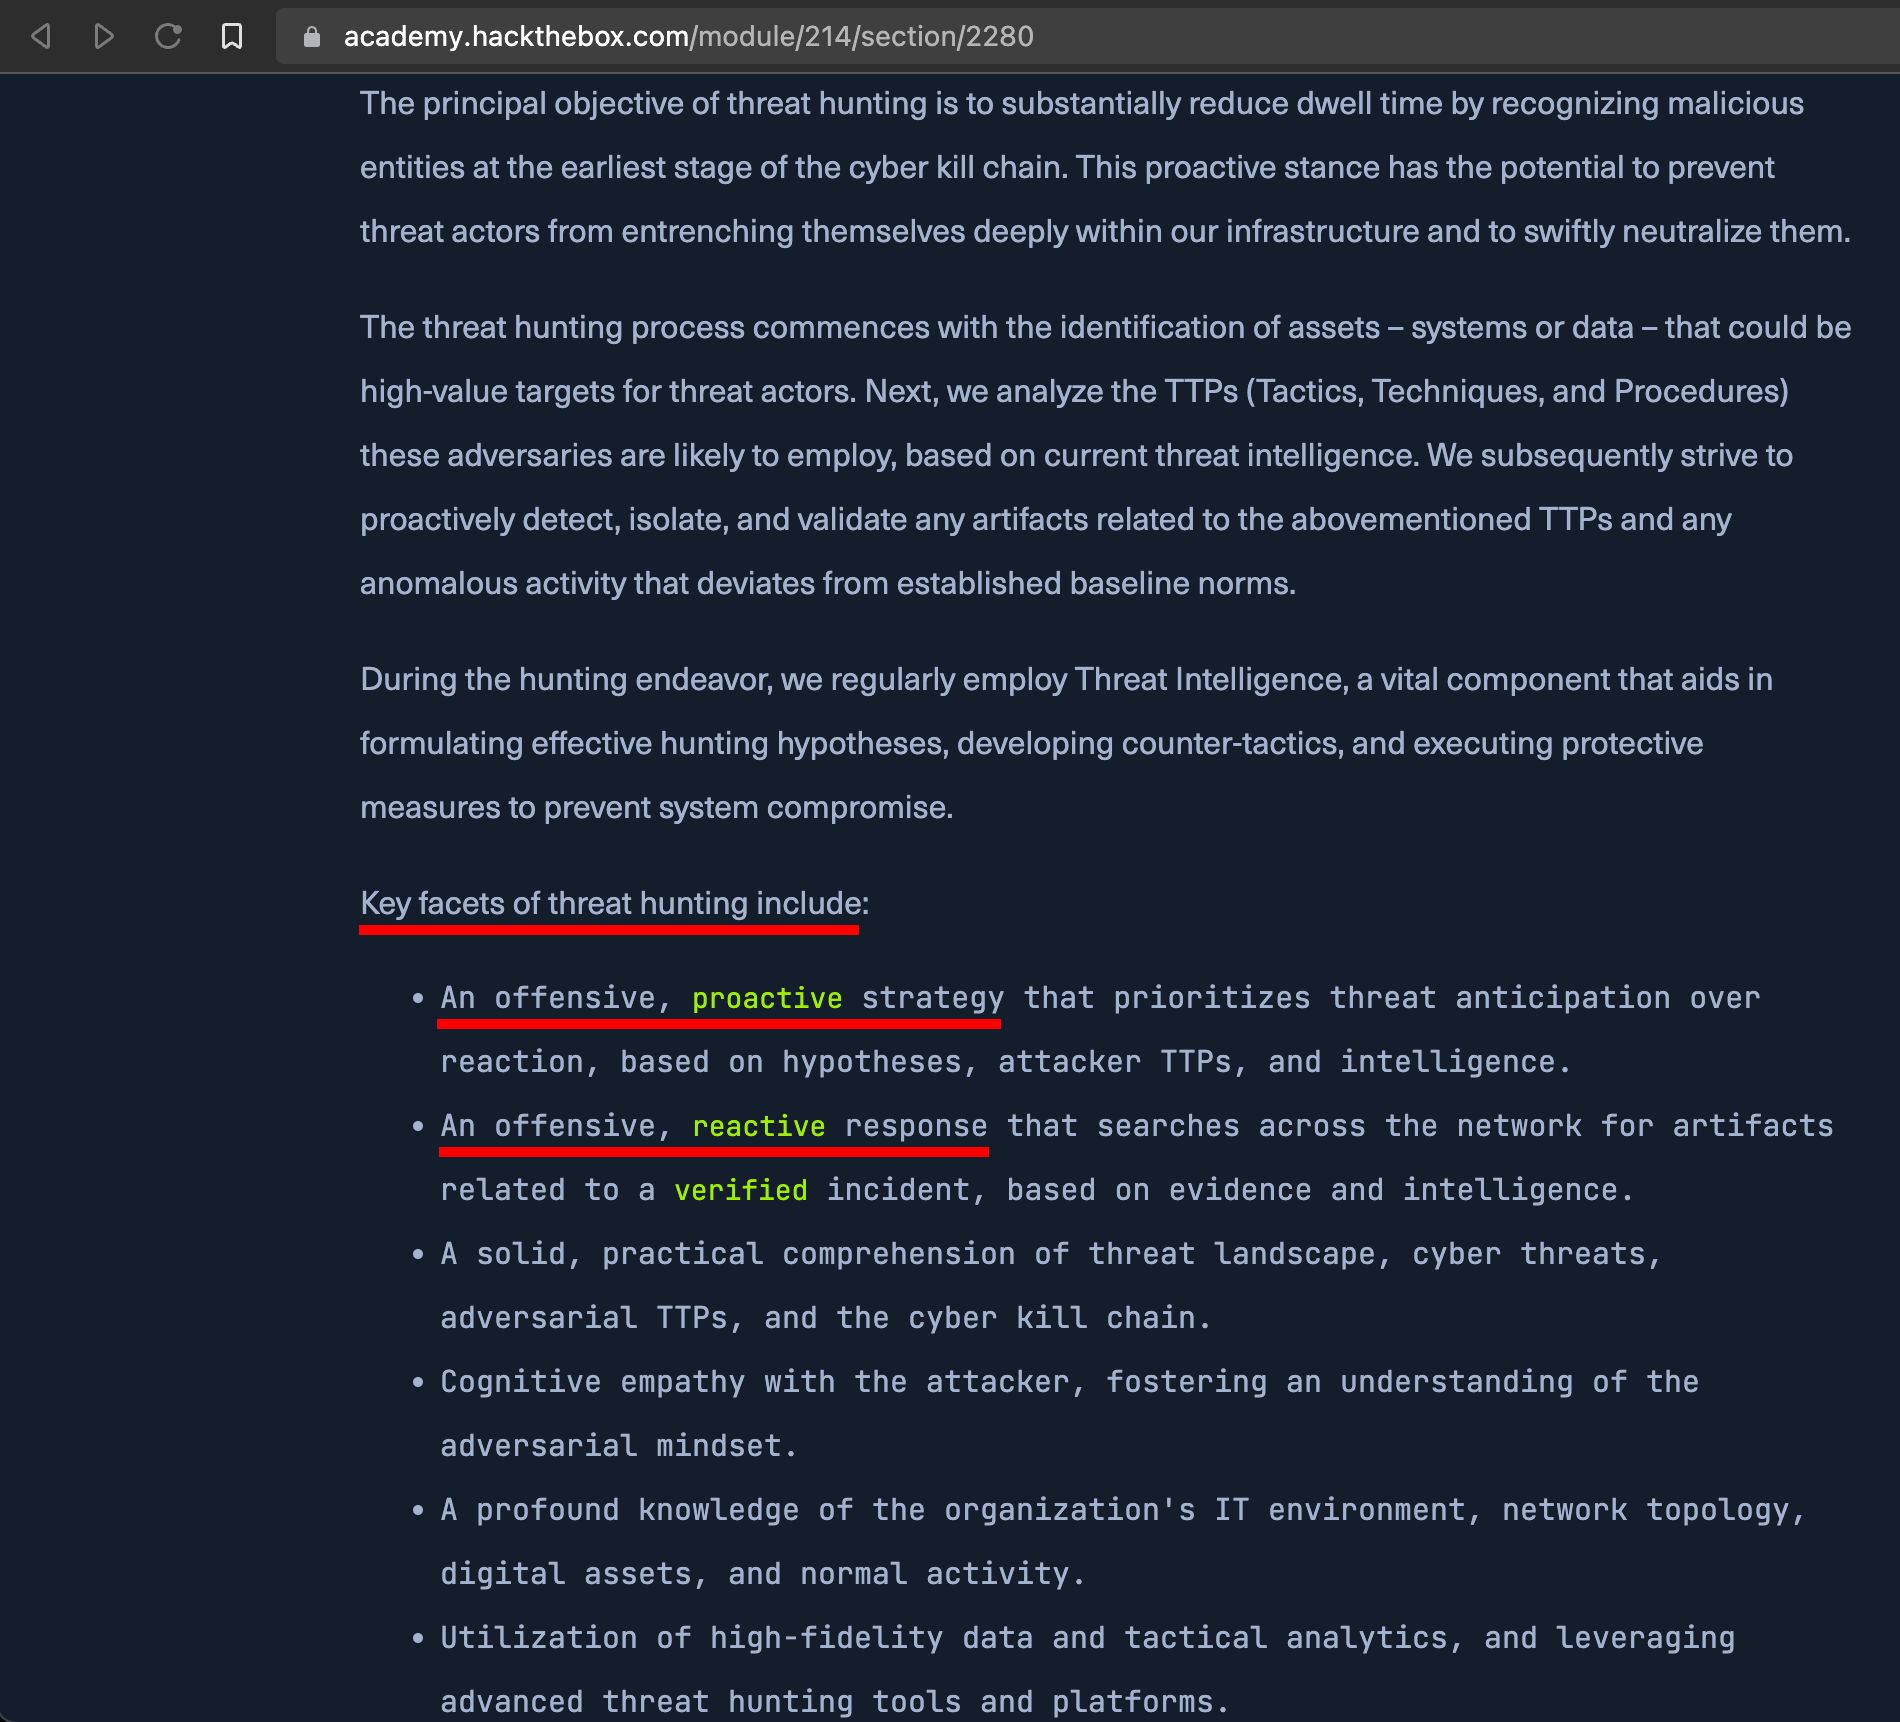 academy.hackthebox.com/module/214/section/2280
The principal objective of threat hunting is to substantially reduce dwell time by recognizing malicious
entities at the earliest stage of the cyber kill chain. This proactive stance has the potential to prevent
threat actors from entrenching themselves deeply within our infrastructure and to swiftly neutralize them.
The threat hunting process commences with the identification of assets – systems or data – that could be
high-value targets for threat actors. Next, we analyze the TTPs (Tactics, Techniques, and Procedures)
these adversaries are likely to employ, based on current threat intelligence. We subsequently strive to
proactively detect, isolate, and validate any artifacts related to the abovementioned TTPs and any
anomalous activity that deviates from established baseline norms.
During the hunting endeavor, we regularly employ Threat Intelligence, a vital component that aids in
formulating effective hunting hypotheses, developing counter-tactics, and executing protective
measures to prevent system compromise.
Key facets of threat hunting include:
• An offensive, proactive strategy that prioritizes threat anticipation over
reaction, based on hypotheses, attacker TTPs, and intelligence.
• An offensive, reactive response that searches across the network for artifacts
related to a verified incident, based on evidence and intelligence.
• A solid, practical comprehension of threat landscape, cyber threats,
adversarial TTPs, and the cyber kill chain.
• Cognitive empathy with the attacker, fostering an understanding of the
adversarial mindset.
• A profound knowledge of the organization's IT environment, network topology,
digital assets, and normal activity.
• Utilization of high-fidelity data and tactical analytics, and leveraging
advanced threat hunting tools and platforms.